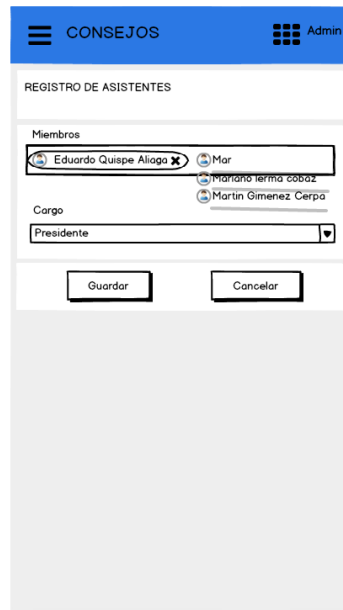 CONSEJOS
Admin
REGISTRO DE ASISTENTES
Miembros
Eduardo Quispe Aliaga Mar
Mariano lerma cobaz
Martin Gimenez Cerpa
Cargo
Presidente
Guardar Cancelar